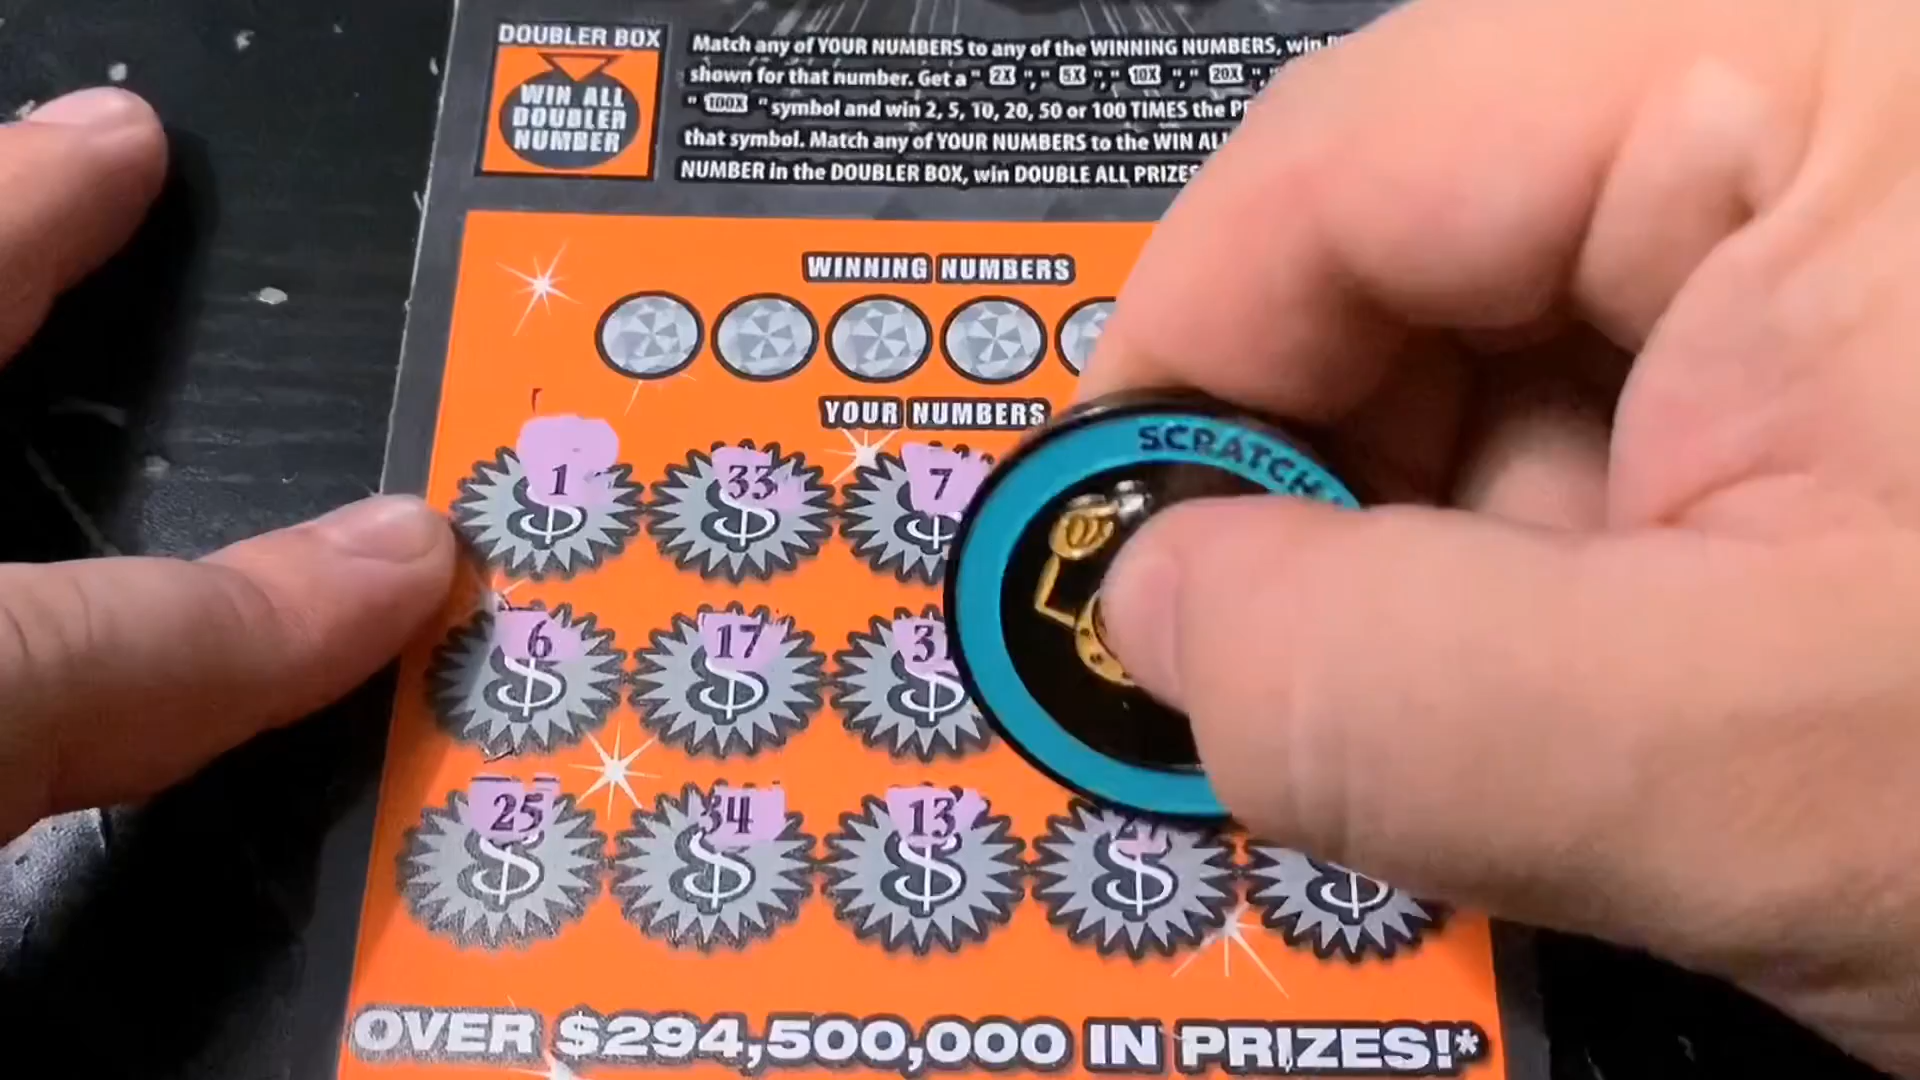 DOUBLER BOX
WIN ALL
DOUBLER
NUMBER
Match any of YOUR NUMBERS to any of the WINNING NUMBERS, win
shown for that number. Get a " 2X "," 5X "," 10X "," 20X ","
" 100X " symbol and win 2, 5, 10, 20, 50 or 100 TIMES the
that symbol. Match any of YOUR NUMBERS to the WIN ALL
NUMBER in the DOUBLER BOX, win DOUBLE ALL PRIZES
WINNING NUMBERS
YOUR NUMBERS
SCRATCH
1 33 7
$ $ $
6 17 31
$ $ $
25 34 13 27
$ $ $ $ $
OVER $294,500,000 IN PRIZES!*